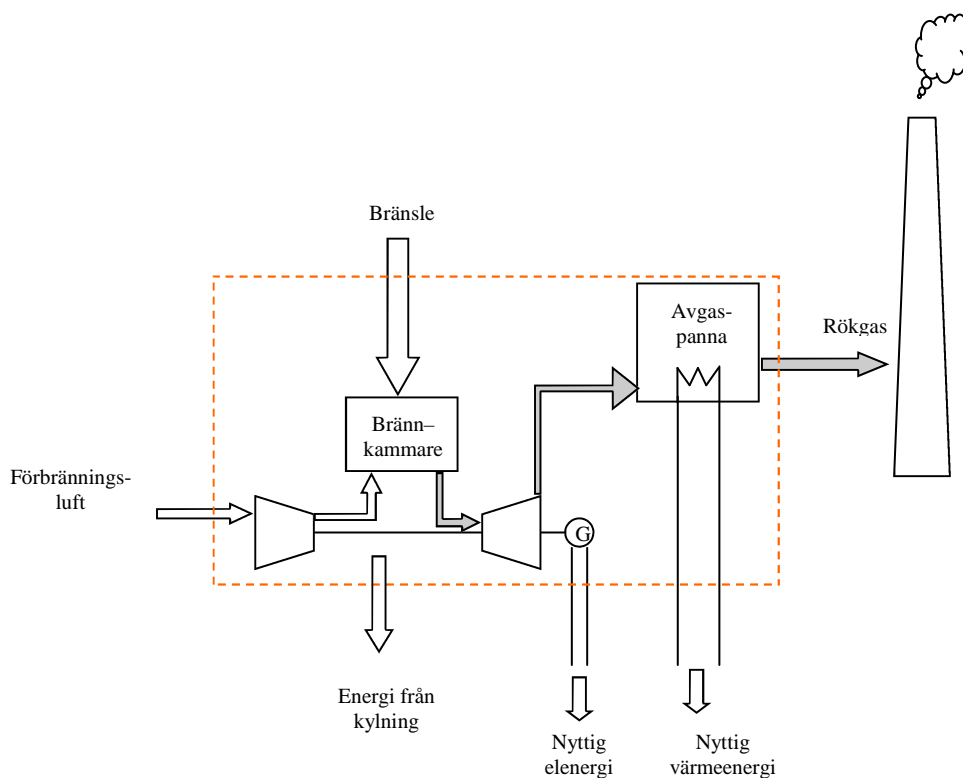 Bränsle
Avgas-
panna
Rökgas
Bränn–
kammare
Förbrännings-
luft
G
Energi från
kylning
Nyttig
elenergi
Nyttig
värmeenergi